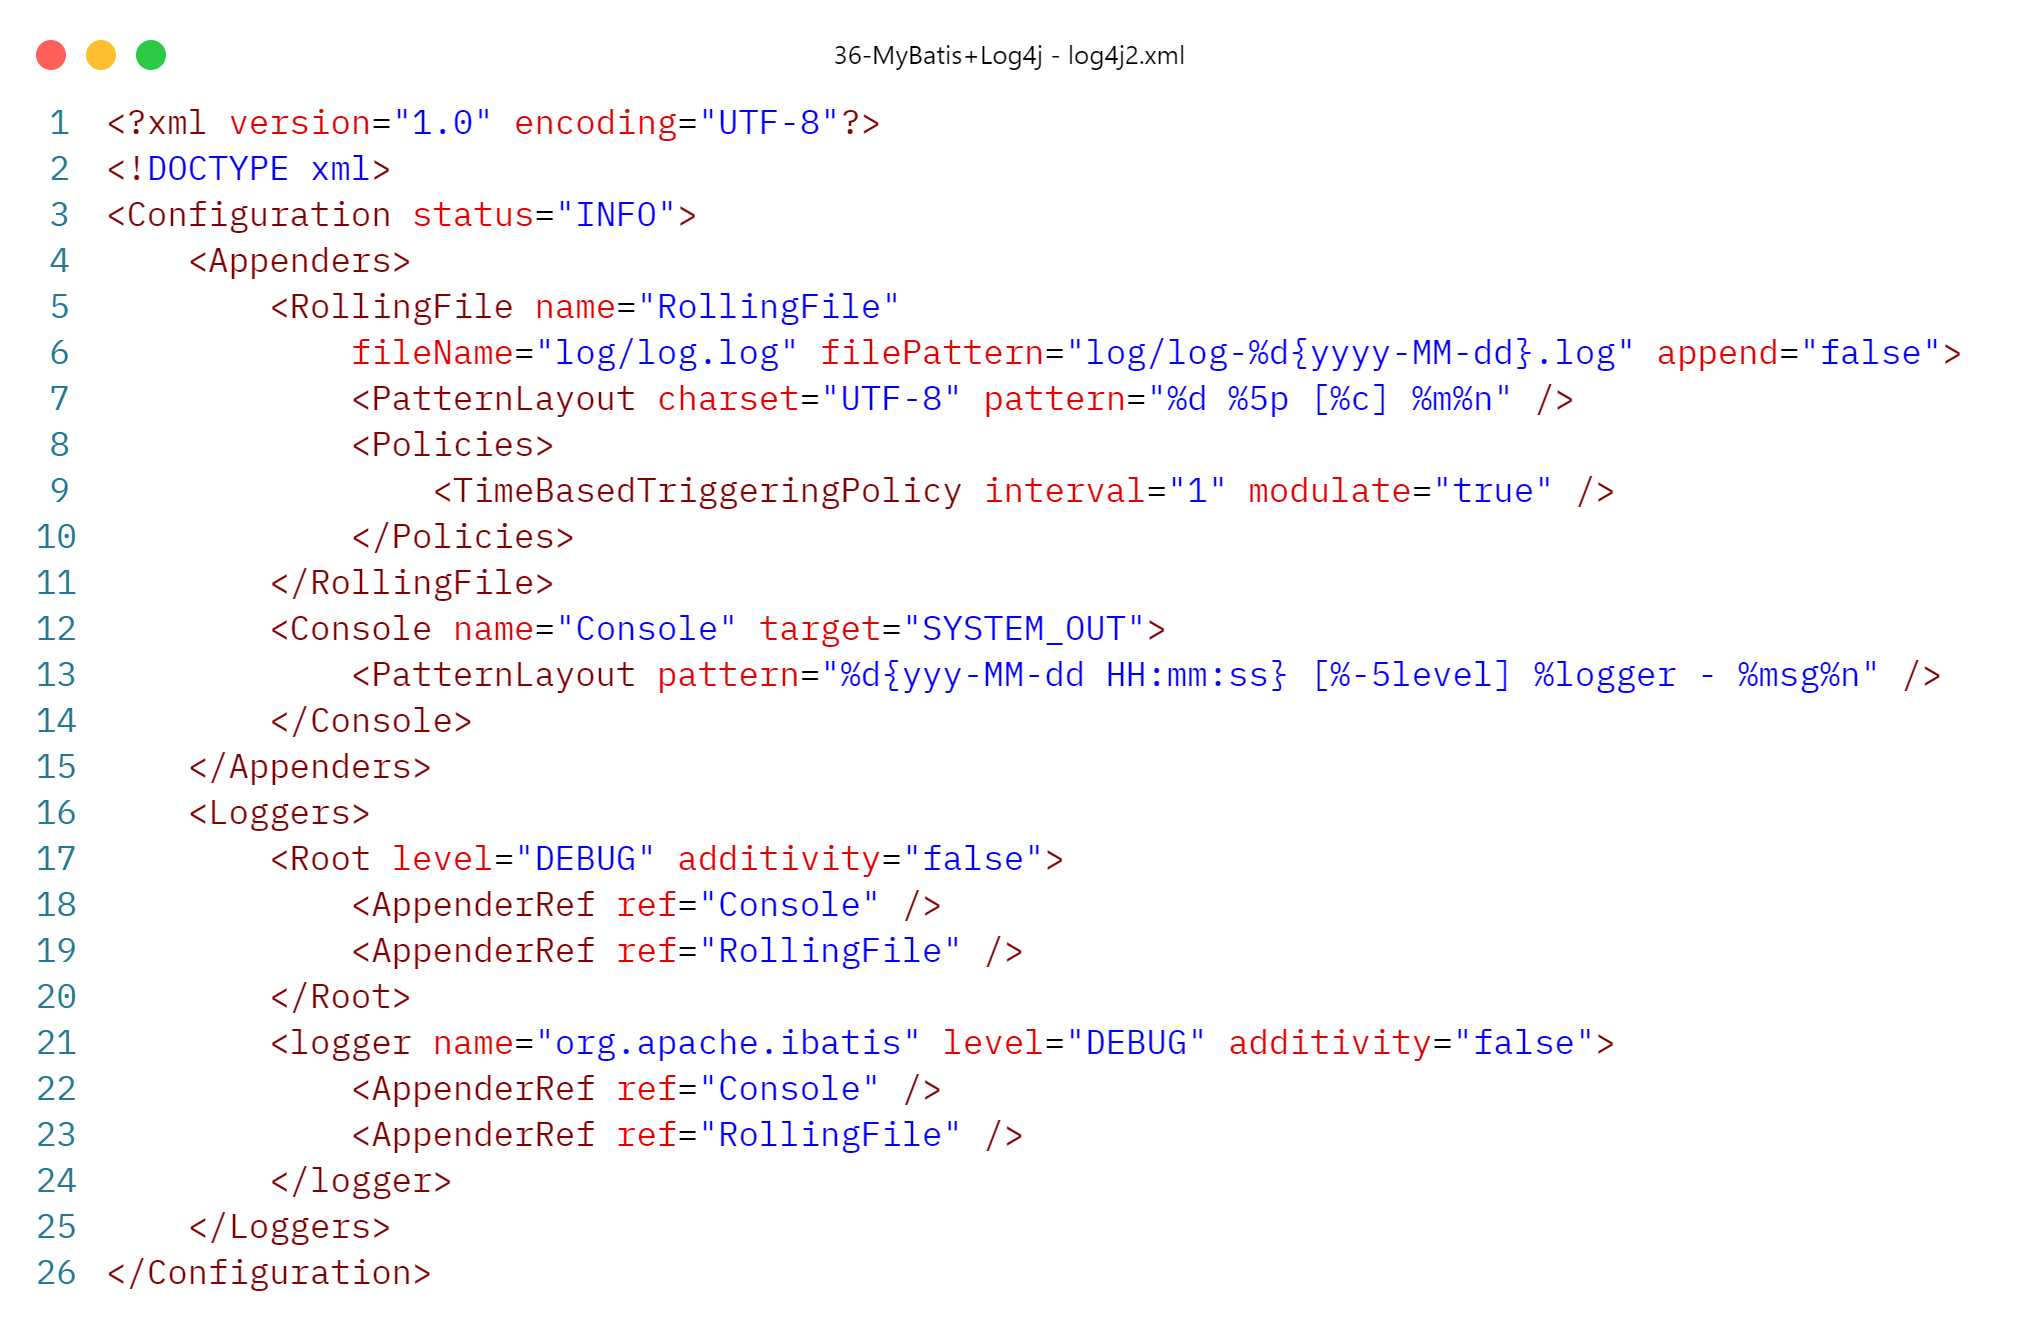 36-MyBatis+Log4j - log4j2.xml
1 <?xml version="1.0" encoding="UTF-8"?>
2 <!DOCTYPE xml>
3 <Configuration status="INFO">
4     <Appenders>
5         <RollingFile name="RollingFile"
6             fileName="log/log.log" filePattern="log/log-%d{yyyy-MM-dd}.log" append="false">
7             <PatternLayout charset="UTF-8" pattern="%d %5p [%c] %m%n" />
8             <Policies>
9                 <TimeBasedTriggeringPolicy interval="1" modulate="true" />
10             </Policies>
11         </RollingFile>
12         <Console name="Console" target="SYSTEM_OUT">
13             <PatternLayout pattern="%d{yyy-MM-dd HH:mm:ss} [%-5level] %logger - %msg%n" />
14         </Console>
15     </Appenders>
16     <Loggers>
17         <Root level="DEBUG" additivity="false">
18             <AppenderRef ref="Console" />
19             <AppenderRef ref="RollingFile" />
20         </Root>
21         <logger name="org.apache.ibatis" level="DEBUG" additivity="false">
22             <AppenderRef ref="Console" />
23             <AppenderRef ref="RollingFile" />
24         </logger>
25     </Loggers>
26 </Configuration>